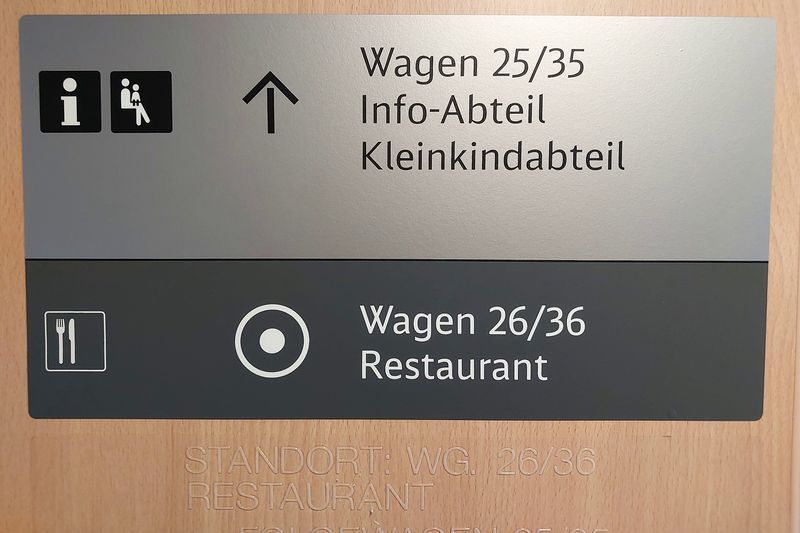 Wagen 25/35
Info-Abteil
Kleinkindabteil
Wagen 26/36
Restaurant
STANDORT: WG. 26/36
RESTAURANT